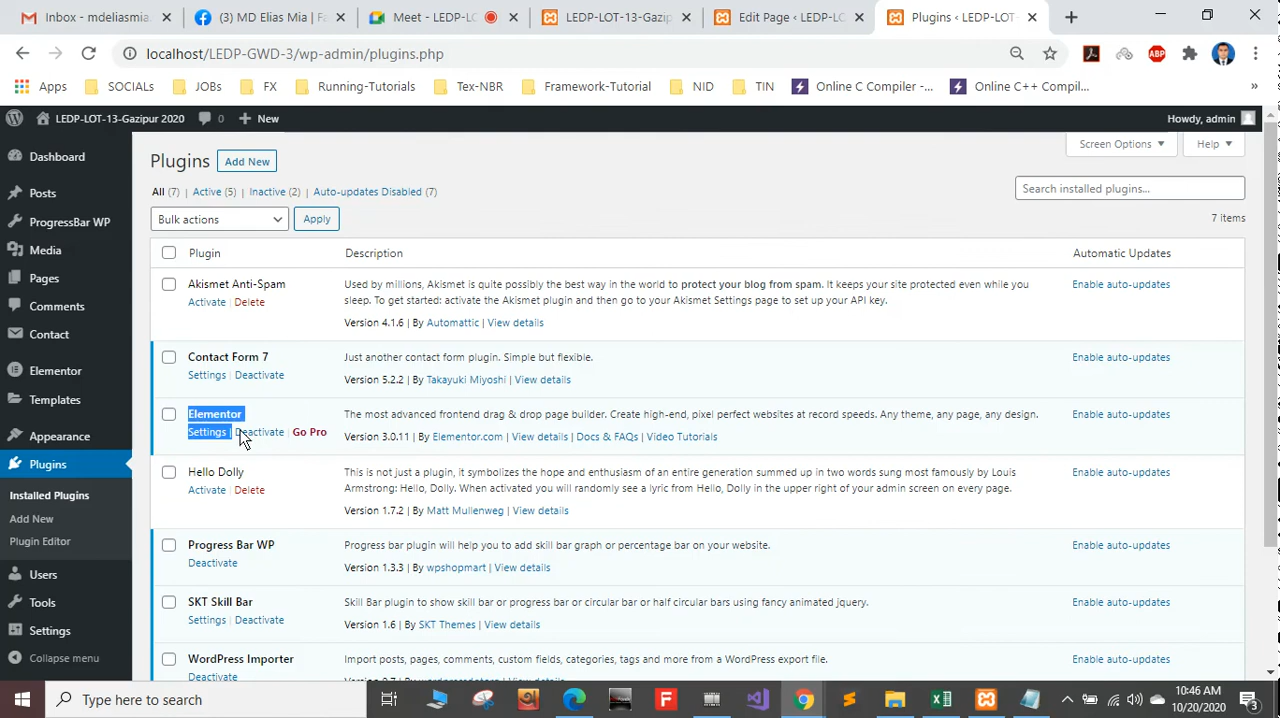 Inbox - mdeliasmia.
(3) MD Elias Mia | Fa
Meet - LEDP-L
LEDP-LOT-13-Gazip
Edit Page ‹ LEDP-LO
Plugins ‹ LEDP-LOT-
localhost/LEDP-GWD-3/wp-admin/plugins.php
ABP
Apps
SOCIALS
JOBs
FX
Running-Tutorials
Tex-NBR
Framework-Tutorial
NID
TIN
Online C Compiler -...
Online C++ Compi...
»
LEDP-LOT-13-Gazipur 2020
0
New
Howdy, admin
Dashboard
Posts
ProgressBar WP
Media
Pages
Comments
Contact
Elementor
Templates
Appearance
Plugins
Installed Plugins
Add New
Plugin Editor
Users
Tools
Settings
Collapse menu
Screen Options
Help
Plugins
Add New
All (7) | Active (5) | Inactive (2) | Auto-updates Disabled (7)
Search installed plugins...
Bulk actions
Apply
7 items
Plugin
Description
Automatic Updates
Akismet Anti-Spam
Activate | Delete
Used by millions, Akismet is quite possibly the best way in the world to protect your blog from spam. It keeps your site protected even while you
sleep. To get started: activate the Akismet plugin and then go to your Akismet Settings page to set up your API key.
Version 4.1.6 | By Automattic | View details
Enable auto-updates
Contact Form 7
Settings | Deactivate
Just another contact form plugin. Simple but flexible.
Version 5.2.2 | By Takayuki Miyoshi | View details
Enable auto-updates
Elementor
Settings | Deactivate | Go Pro
The most advanced frontend drag & drop page builder. Create high-end, pixel perfect websites at record speeds. Any theme, any page, any design.
Version 3.0.11 | By Elementor.com | View details | Docs & FAQs | Video Tutorials
Enable auto-updates
Hello Dolly
Activate | Delete
This is not just a plugin, it symbolizes the hope and enthusiasm of an entire generation summed up in two words sung most famously by Louis
Armstrong: Hello, Dolly. When activated you will randomly see a lyric from Hello, Dolly in the upper right of your admin screen on every page.
Version 1.7.2 | By Matt Mullenweg | View details
Enable auto-updates
Progress Bar WP
Deactivate
Progress bar plugin will help you to add skill bar graph or percentage bar on your website.
Version 1.3.3 | By wpshopmart | View details
Enable auto-updates
SKT Skill Bar
Settings | Deactivate
Skill Bar plugin to show skill bar or progress bar or circular bar or half circular bars using fancy animated jquery.
Version 1.6 | By SKT Themes | View details
Enable auto-updates
WordPress Importer
Deactivate
Import posts, pages, comments, custom fields, categories, tags and more from a WordPress export file.
Enable auto-updates
Type here to search
10:46 AM
10/20/2020
3